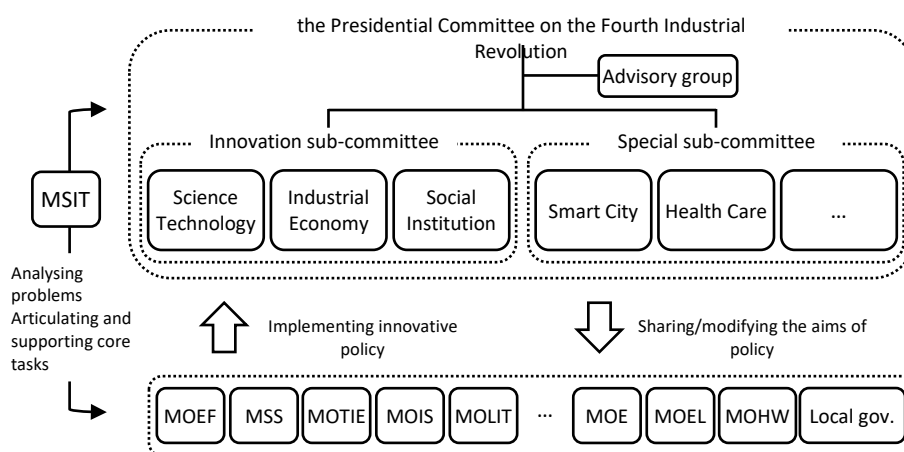 the Presidential Committee on the Fourth Industrial
Revolution
Advisory group
Innovation sub-committee
Special sub-committee
MSIT
Science
Technology
Industrial
Economy
Social
Institution
Smart City
Health Care
...
Analysing
problems
Articulating and
supporting core
tasks
Implementing innovative
policy
Sharing/modifying the aims of
policy
MOEF
MSS
MOTIE
MOIS
MOLIT
...
MOE
MOEL
MOHW
Local gov.